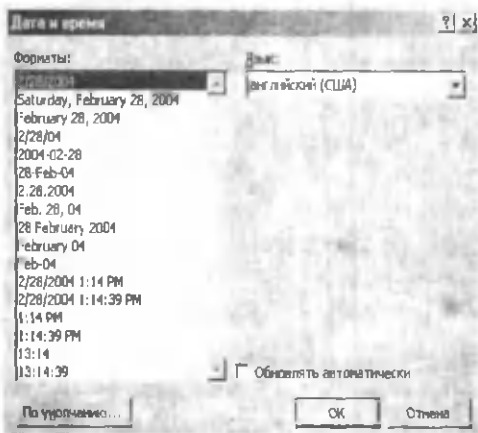 Дата и время
Форматы:
Язык:
2/28/2004
английский (США)
Saturday, February 28, 2004
February 28, 2004
2/28/04
2004-02-28
28-Feb-04
2.28.2004
Feb. 28, 04
28 February 2004
February 04
Feb-04
2/28/2004 1:14 PM
2/28/2004 1:14:39 PM
1:14 PM
1:14:39 PM
13:14
13:14:39
Обновлять автоматически
По умолчанию...
OK
Отмена